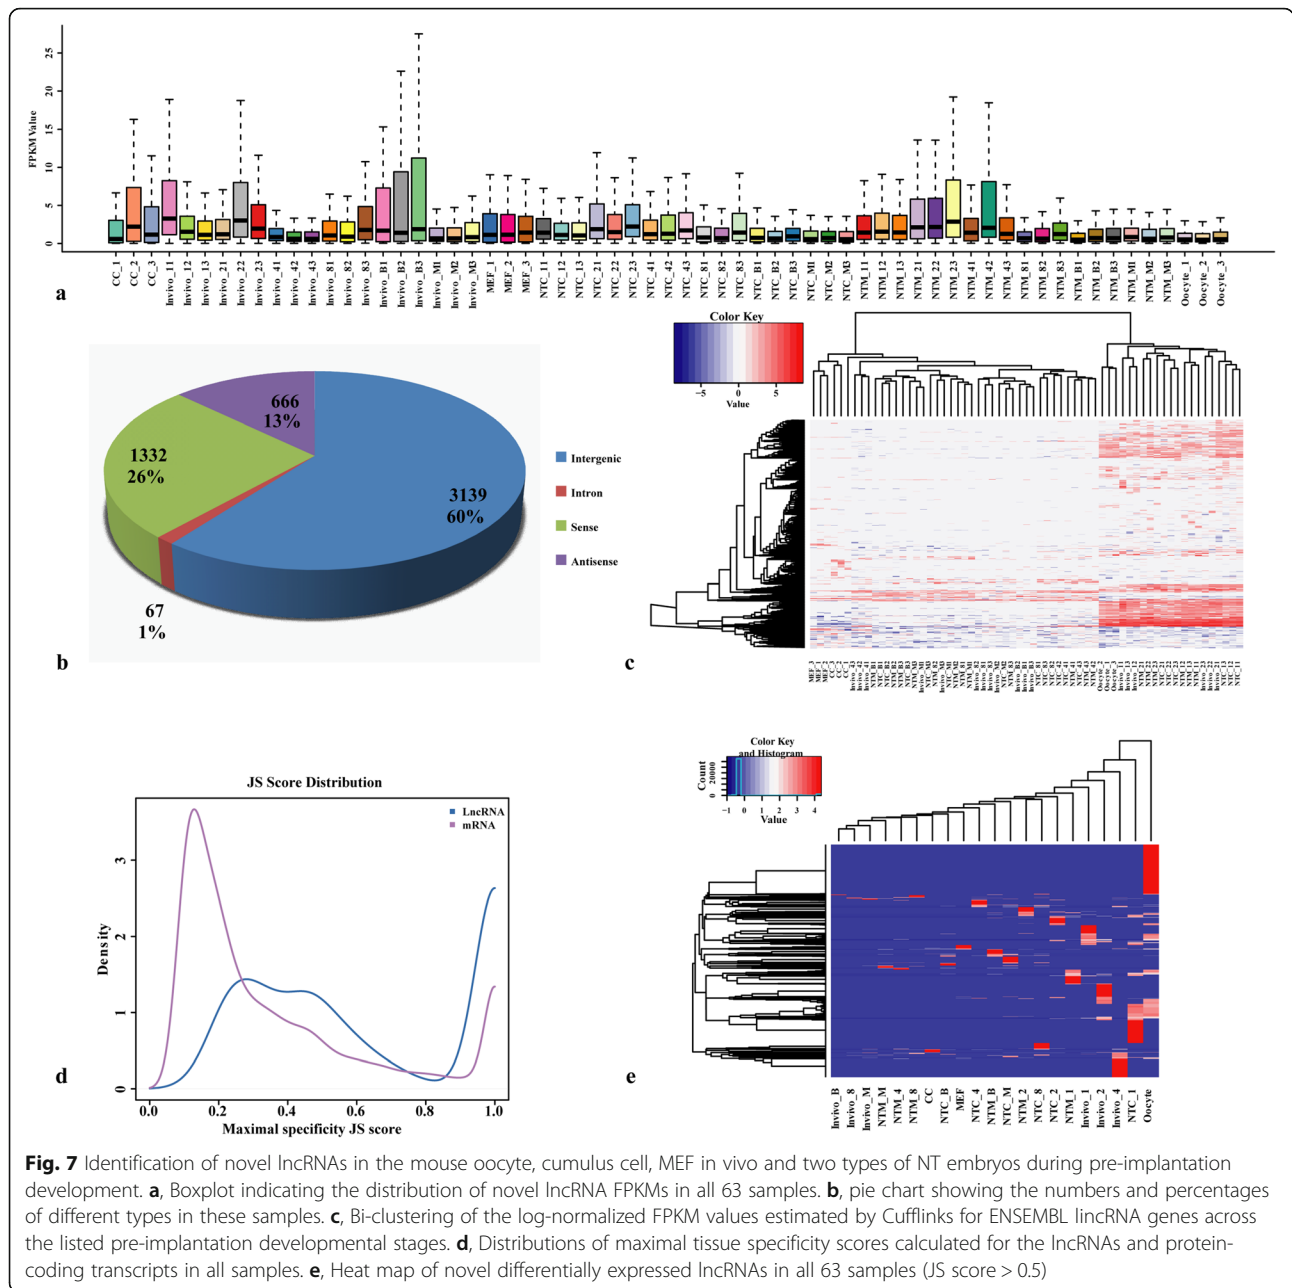 FPKM Value
25
20
15
10
5
0
CC_1 CC_2 CC_3 Invivo_11 Invivo_12 Invivo_13 Invivo_21 Invivo_22 Invivo_23 Invivo_41 Invivo_42 Invivo_43 Invivo_81 Invivo_82 Invivo_83 Invivo_B1 Invivo_B2 Invivo_B3 Invivo_M1 Invivo_M2 Invivo_M3 MEF_1 MEF_2 MEF_3 NTC_11 NTC_12 NTC_13 NTC_21 NTC_22 NTC_23 NTC_41 NTC_42 NTC_43 NTC_81 NTC_82 NTC_83 NTC_B1 NTC_B2 NTC_B3 NTC_M1 NTC_M2 NTC_M3 NTM_11 NTM_12 NTM_13 NTM_21 NTM_22 NTM_23 NTM_41 NTM_42 NTM_43 NTM_81 NTM_82 NTM_83 NTM_B1 NTM_B2 NTM_B3 NTM_M1 NTM_M2 NTM_M3 Oocyte_1 Oocyte_2 Oocyte_3
a
666
13%
1332
26%
3139
60%
67
1%
Intergenic
Intron
Sense
Antisense
b
Color Key
−5 0 5
Value
c
JS Score Distribution
LncRNA
mRNA
Density
3
2
1
0
0.0 0.2 0.4 0.6 0.8 1.0
Maximal specificity JS score
d
Color Key
and Histogram
Count
0 20000
−1 0 1 2 3 4
Value
Invivo_B Invivo_8 Invivo_M NTM_M NTM_4 NTM_8 CC NTC_B MEF NTC_4 NTM_B NTC_M NTM_2 NTC_8 NTC_2 NTM_1 Invivo_1 Invivo_2 Invivo_4 NTC_1 Oocyte
e
Fig. 7 Identification of novel lncRNAs in the mouse oocyte, cumulus cell, MEF in vivo and two types of NT embryos during pre-implantation
development. a, Boxplot indicating the distribution of novel lncRNA FPKMs in all 63 samples. b, pie chart showing the numbers and percentages
of different types in these samples. c, Bi-clustering of the log-normalized FPKM values estimated by Cufflinks for ENSEMBL lincRNA genes across
the listed pre-implantation developmental stages. d, Distributions of maximal tissue specificity scores calculated for the lncRNAs and protein-
coding transcripts in all samples. e, Heat map of novel differentially expressed lncRNAs in all 63 samples (JS score > 0.5)